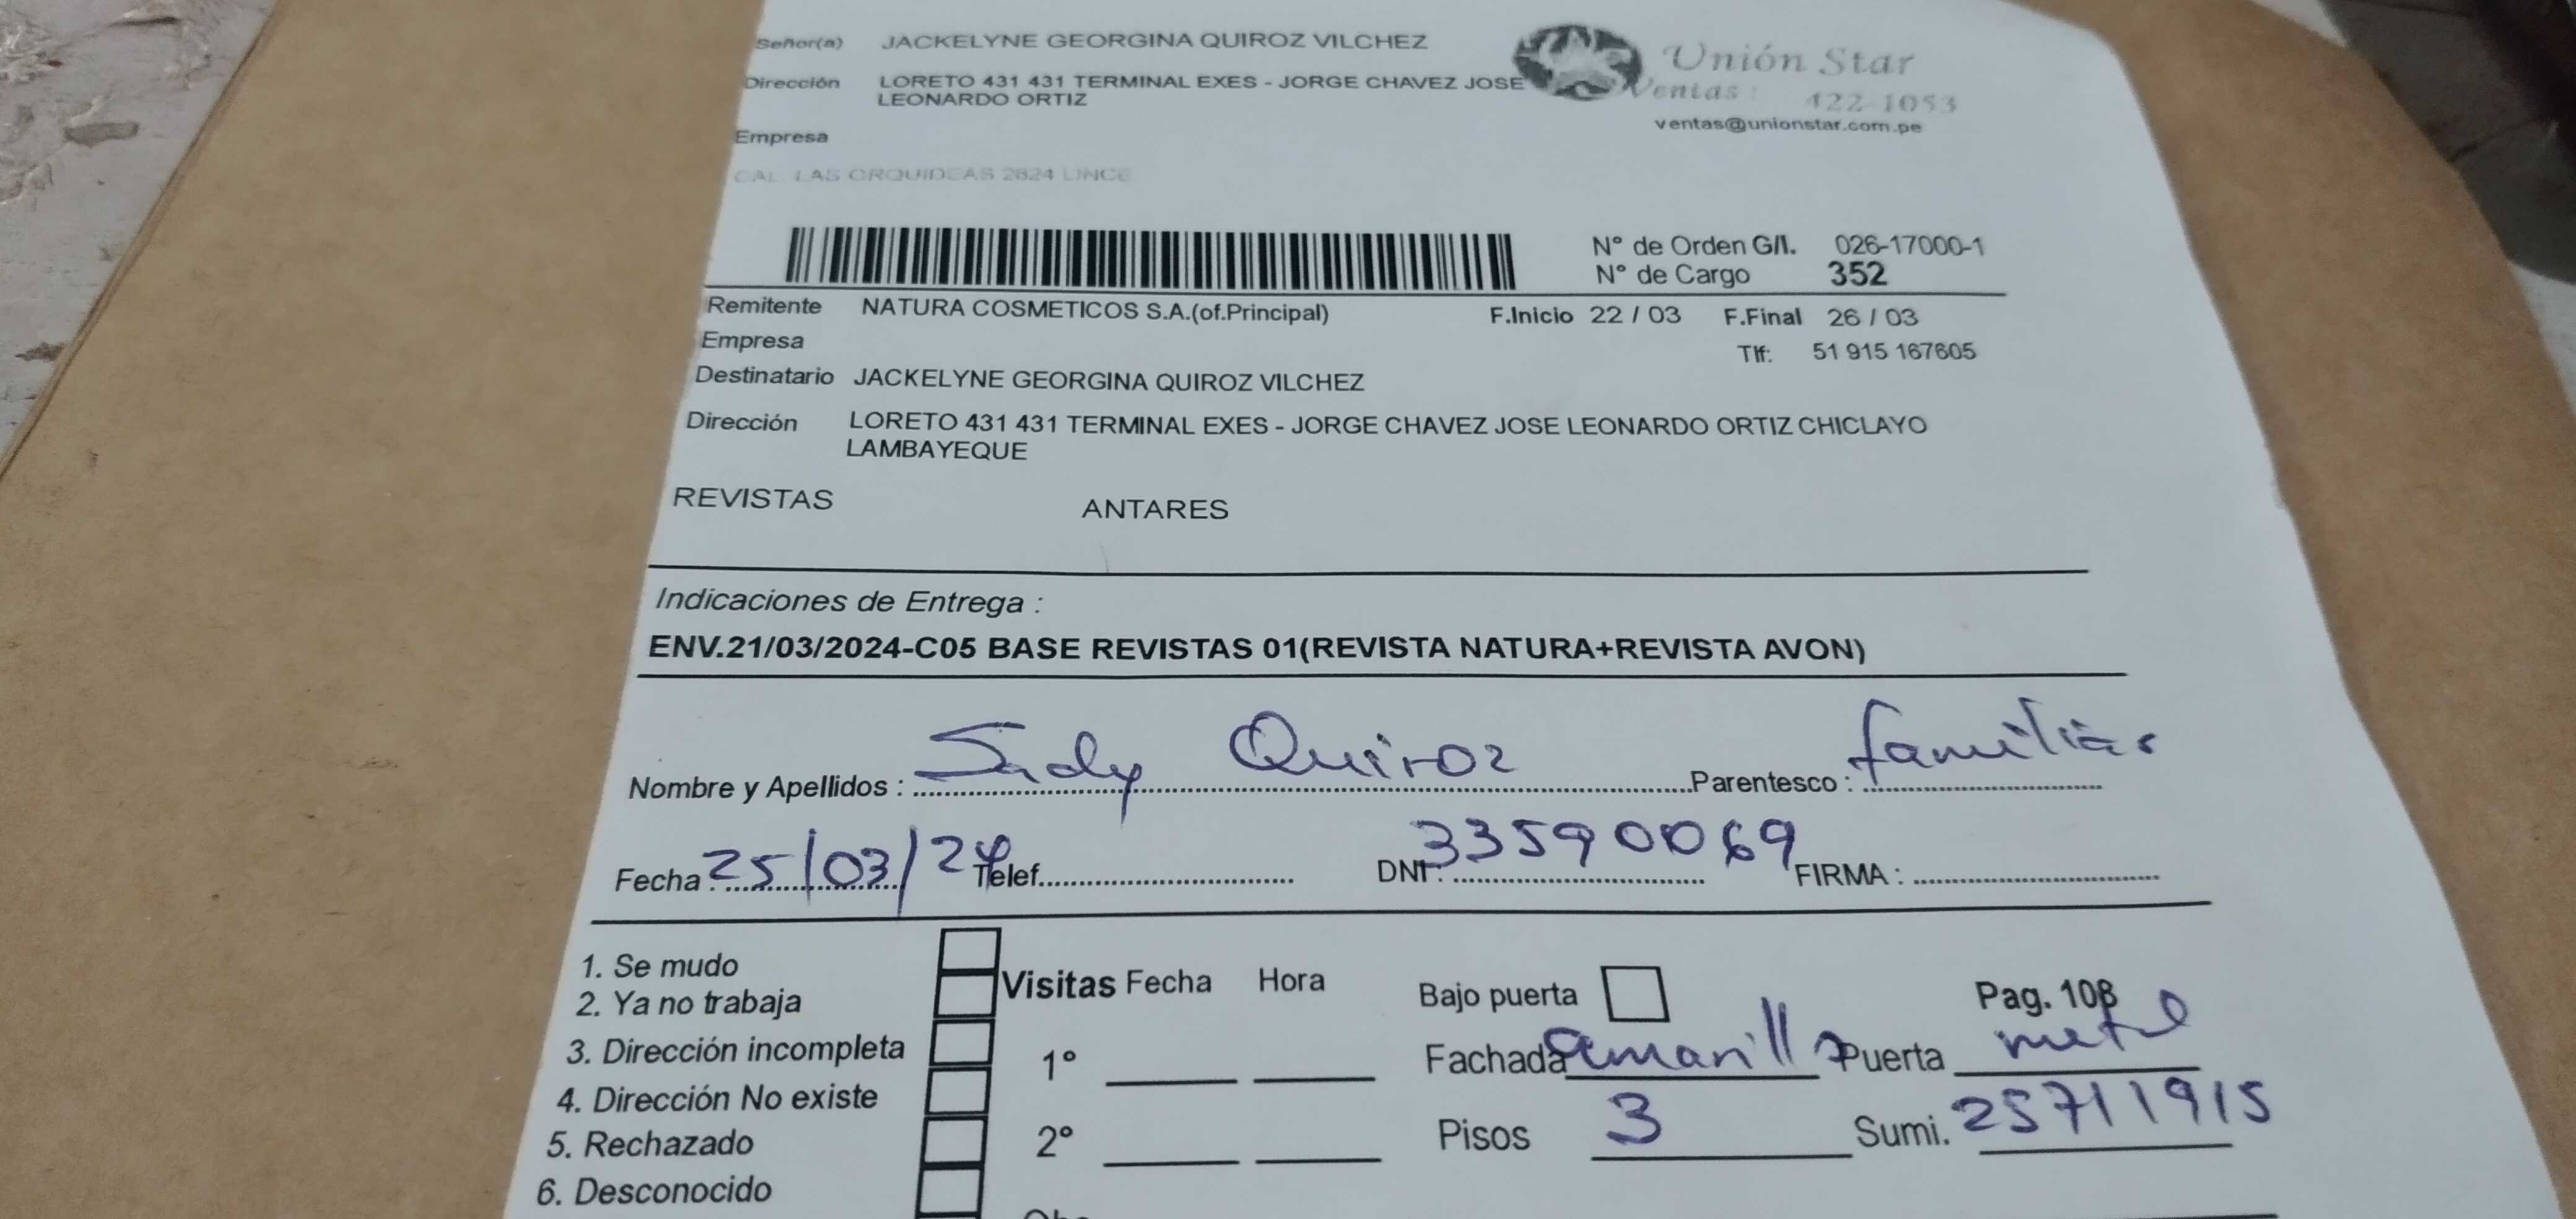 Señor(a) JACKELYNE GEORGINA QUIROZ VILCHEZ
Unión Star
Dirección LORETO 431 431 TERMINAL EXES - JORGE CHAVEZ JOSE
LEONARDO ORTIZ
Ventas : 422-1053
ventas@unionstar.com.pe
Empresa
CAL. LAS ORQUIDEAS 2624 LINCE
N° de Orden G/I. 026-17000-1
N° de Cargo 352
Remitente NATURA COSMETICOS S.A.(of.Principal) F.Inicio 22 / 03 F.Final 26 / 03
Empresa
Tlf: 51 915 167605
Destinatario JACKELYNE GEORGINA QUIROZ VILCHEZ
Dirección LORETO 431 431 TERMINAL EXES - JORGE CHAVEZ JOSE LEONARDO ORTIZ CHICLAYO
LAMBAYEQUE
REVISTAS ANTARES
Indicaciones de Entrega :
ENV.21/03/2024-C05 BASE REVISTAS 01(REVISTA NATURA+REVISTA AVON)
Nombre y Apellidos : Sady Quiroz Parentesco : familiar
Fecha : 25/03/24 Telef. DNI : 33590069 FIRMA :
1. Se mudo
2. Ya no trabaja
3. Dirección incompleta
4. Dirección No existe
5. Rechazado
6. Desconocido
Visitas Fecha Hora
1°
2°
Bajo puerta Pag. 108
Fachada amarilla Puerta metal
Pisos 3 Sumi. 25711915